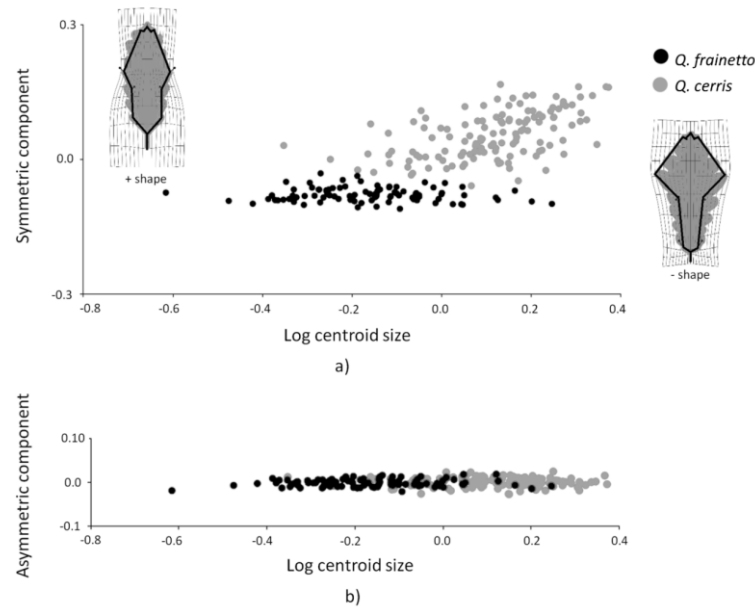 0.3
0.0
-0.3
Symmetric component
+ shape
Q. frainetto
Q. cerris
- shape
-0.8 -0.6 -0.4 -0.2 0.0 0.2 0.4
Log centroid size
a)
0.10
0.0
-0.1
Asymmetric component
-0.8 -0.6 -0.4 -0.2 0.0 0.2 0.4
Log centroid size
b)